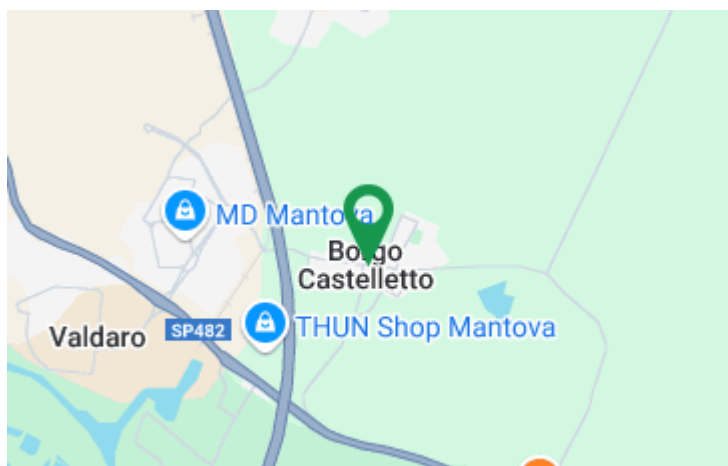 MD Mantova
Borgo
Castelletto
Valdaro
SP482
THUN Shop Mantova